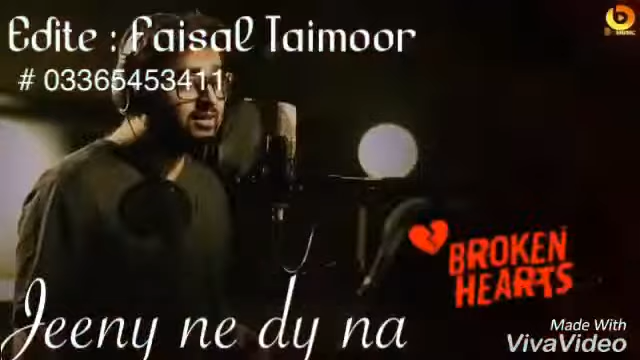 Edite : Faisal Taimoor
# 03365453411
BROKEN
HEARTS
Jeeny ne dy na
Made With
VivaVideo